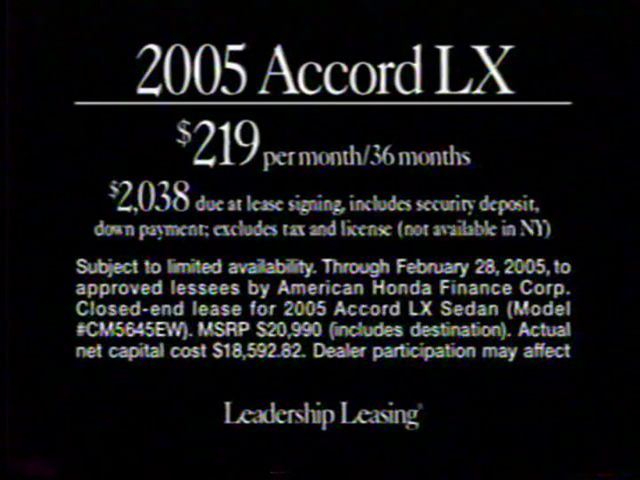 2005 Accord LX
$219 per month/36 months
$2,038 due at lease signing, includes security deposit,
down payment; excludes tax and license (not available in NY)
Subject to limited availability. Through February 28, 2005, to
approved lessees by American Honda Finance Corp.
Closed-end lease for 2005 Accord LX Sedan (Model
#CM5645EW). MSRP $20,990 (includes destination). Actual
net capital cost $18,592.82. Dealer participation may affect
Leadership Leasing®